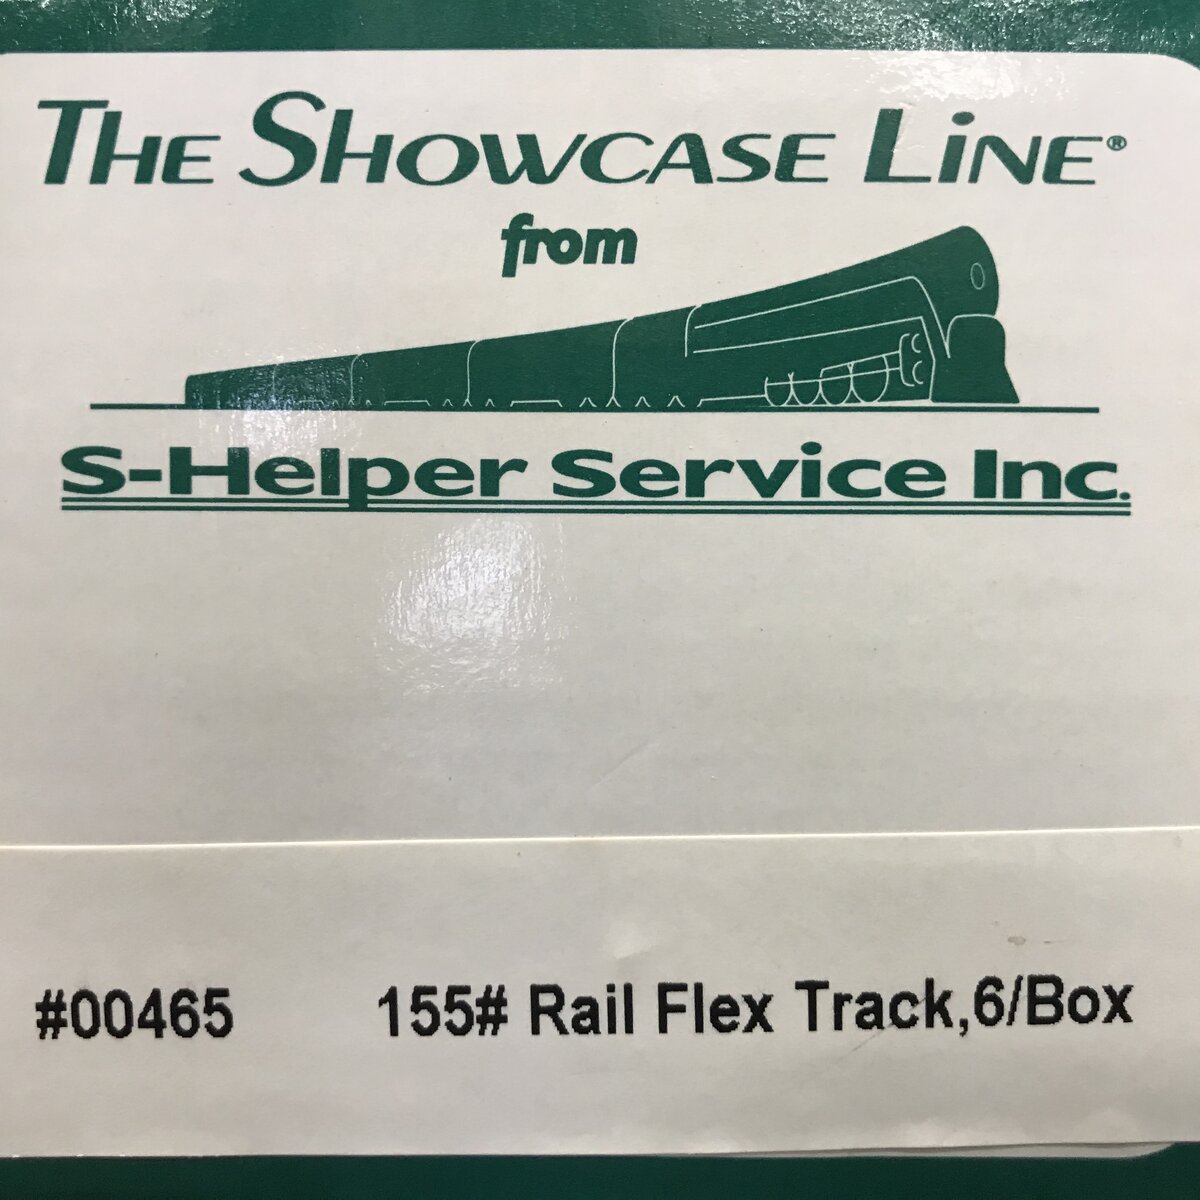 THE SHOWCASE LiNE®
from
S-Helper Service Inc.
#00465 155# Rail Flex Track,6/Box